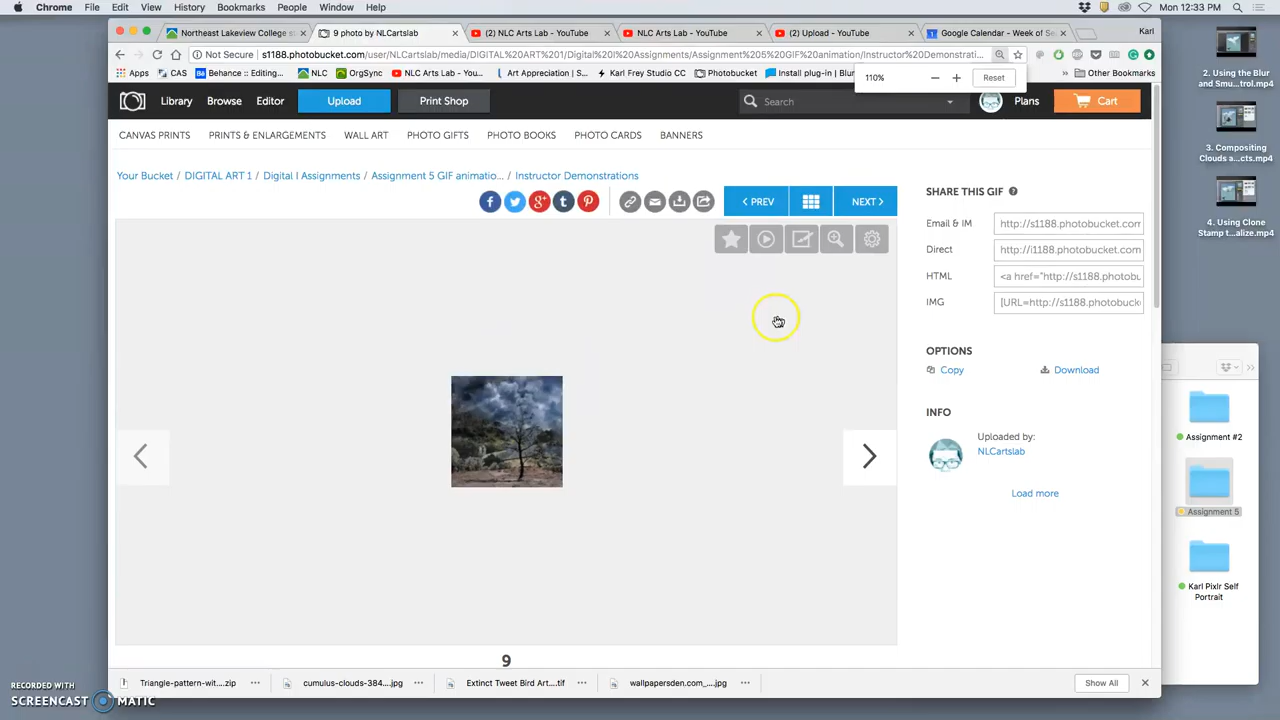 Chrome File Edit View History Bookmarks People Window Help Mon 12:33 PM
Northeast Lakeview College s
9 photo by NLCartslab
(2) NLC Arts Lab - YouTube
NLC Arts Lab - YouTube
(2) Upload - YouTube
Google Calendar - Week of Se
Karl
Not Secure s1188.photobucket.com/user/NLCartslab/media/DIGITAL%20ART%201/Digital%20I%20Assignments/Assignment%205%20GIF%20animation/Instructor%20Demonstrati...
Apps CAS Behance :: Editing... NLC OrgSync NLC Arts Lab - You... Art Appreciation | S... Karl Frey Studio CC Photobucket Install plug-in | Blur Other Bookmarks
110% Reset
Library Browse Editor Upload Print Shop Search Plans Cart
CANVAS PRINTS PRINTS & ENLARGEMENTS WALL ART PHOTO GIFTS PHOTO BOOKS PHOTO CARDS BANNERS
Your Bucket / DIGITAL ART 1 / Digital I Assignments / Assignment 5 GIF animatio... / Instructor Demonstrations
PREV NEXT
SHARE THIS GIF
Email & IM http://s1188.photobucket.com
Direct http://i1188.photobucket.com
HTML <a href="http://s1188.photobu
IMG [URL=http://s1188.photobuck
OPTIONS
Copy Download
INFO
Uploaded by:
NLCartslab
Load more
9
Triangle-pattern-wit....zip
cumulus-clouds-384....jpg
Extinct Tweet Bird Art....tif
wallpapersden.com_....jpg
Show All
2. Using the Blur
and Smu...trol.mp4
3. Compositing
Clouds a...cts.mp4
4. Using Clone
Stamp t...alize.mp4
Assignment #2
Assignment 5
Karl Pixlr Self
Portrait
RECORDED WITH
SCREENCAST MATIC